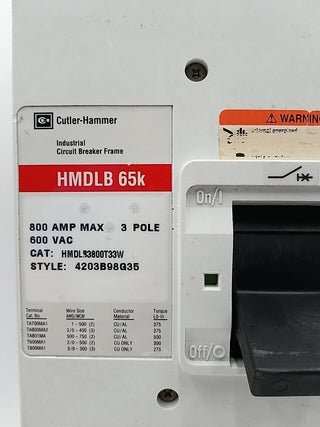 Cutler-Hammer
⚠ WARNING
Industrial
Circuit Breaker Frame
HMDLB 65k
On/I
800 AMP MAX 3 POLE
600 VAC
CAT: HMDLB3800T33W
STYLE: 4203B98G35
Off/O
Terminal Wire Size Conductor Torque
Cat. No. AWG/MCM Material Lb-In
TA700MA1 1 - 500 (2) CU/AL 375
TA800MA2 3/0 - 400 (3) CU/AL 375
TA801MA 500 - 750 (2) CU/AL 500
T600MA1 2/0 - 500 (2) CU ONLY 300
T800MA1 3/0 - 300 (3) CU ONLY 275